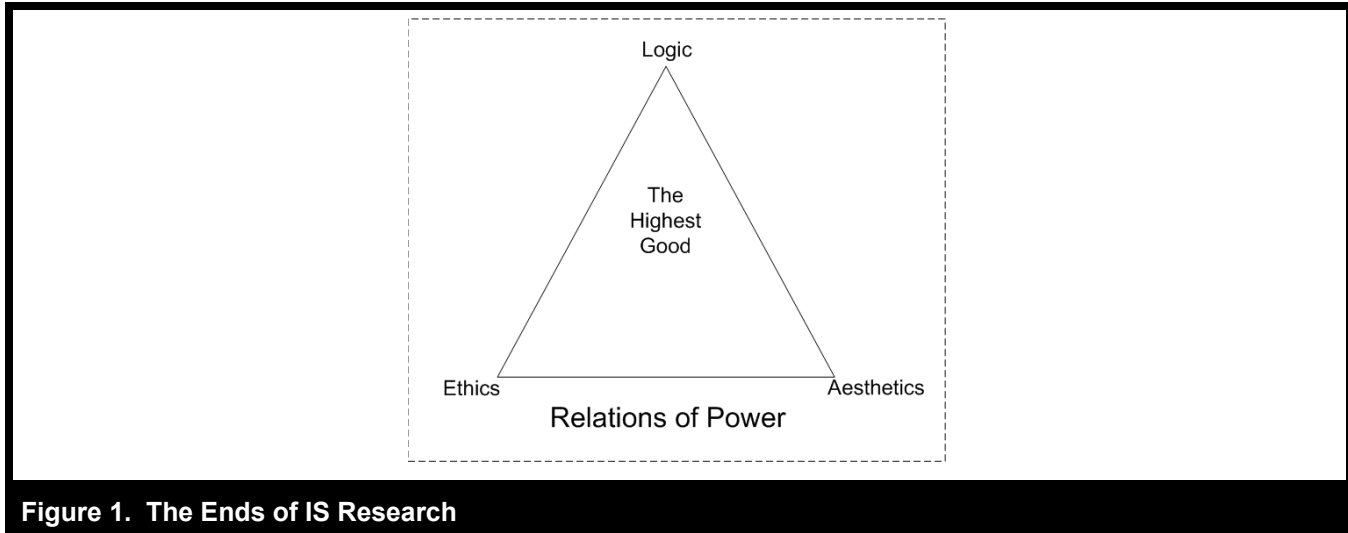 Logic
The
Highest
Good
Ethics
Aesthetics
Relations of Power
Figure 1.  The Ends of IS Research